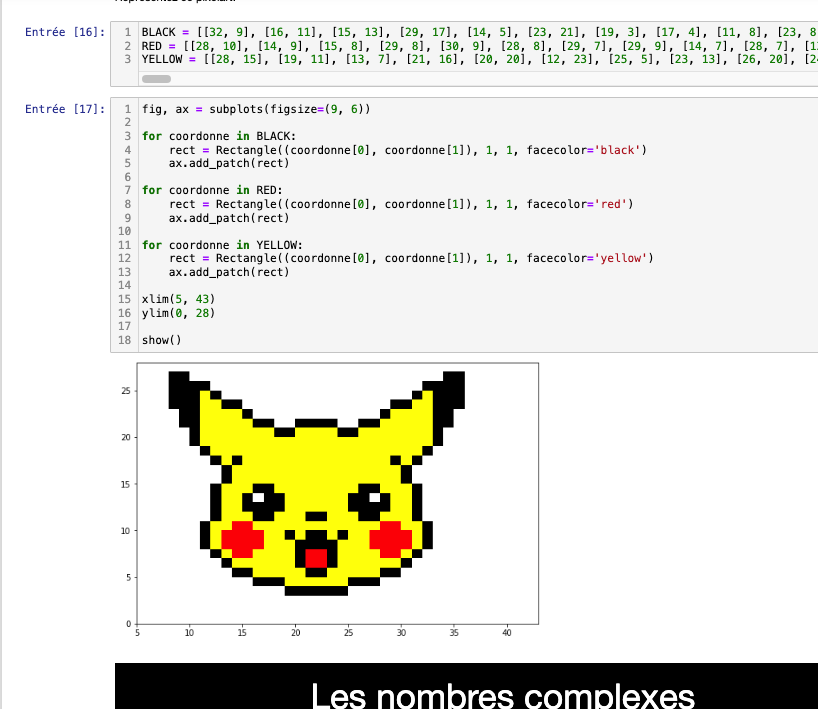 Entrée [16]:
1 BLACK = [[32, 9], [16, 11], [15, 13], [29, 17], [14, 5], [23, 21], [19, 3], [17, 4], [11, 8], [23, 8
2 RED = [[28, 10], [14, 9], [15, 8], [29, 8], [30, 9], [28, 8], [29, 7], [29, 9], [14, 7], [28, 7],
3 YELLOW = [[28, 15], [19, 11], [13, 7], [21, 16], [20, 20], [12, 23], [25, 5], [23, 13], [26, 20],
Entrée [17]:
1 fig, ax = subplots(figsize=(9, 6))
2
3 for coordonne in BLACK:
4     rect = Rectangle((coordonne[0], coordonne[1]), 1, 1, facecolor='black')
5     ax.add_patch(rect)
6
7 for coordonne in RED:
8     rect = Rectangle((coordonne[0], coordonne[1]), 1, 1, facecolor='red')
9     ax.add_patch(rect)
10
11 for coordonne in YELLOW:
12     rect = Rectangle((coordonne[0], coordonne[1]), 1, 1, facecolor='yellow')
13     ax.add_patch(rect)
14
15 xlim(5, 43)
16 ylim(0, 28)
17
18 show()
25
20
15
10
5
0
5 10 15 20 25 30 35 40
Les nombres complexes